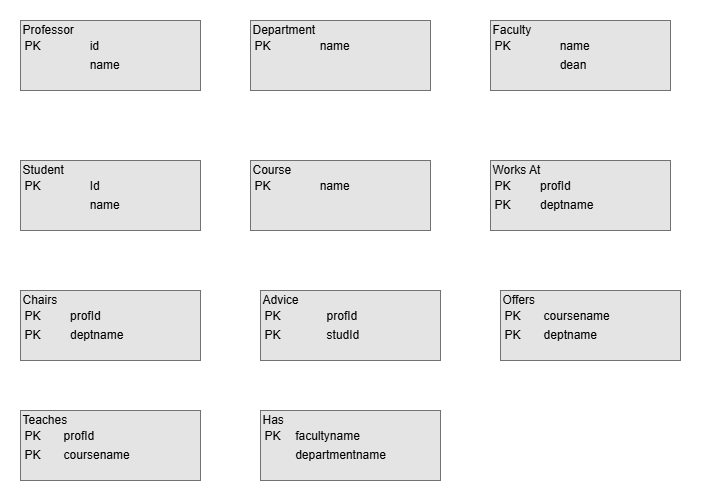 Professor
PK id
name
Department
PK name
Faculty
PK name
dean
Student
PK Id
name
Course
PK name
Works At
PK profId
PK deptname
Chairs
PK profId
PK deptname
Advice
PK profId
PK studId
Offers
PK coursename
PK deptname
Teaches
PK profId
PK coursename
Has
PK facultyname
departmentname